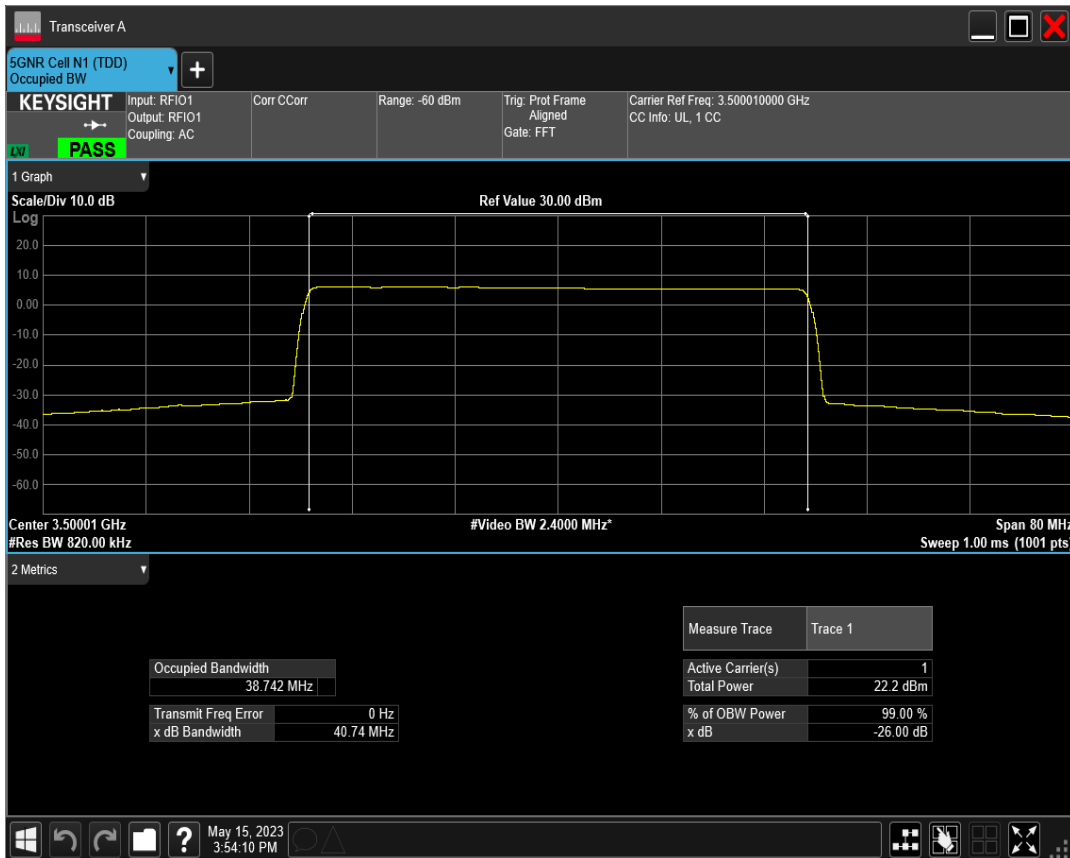 Transceiver A
5GNR Cell N1 (TDD)
Occupied BW
KEYSIGHT
LXI
PASS
Input: RFIO1
Output: RFIO1
Coupling: AC
Corr CCorr
Range: -60 dBm
Trig: Prot Frame
Aligned
Gate: FFT
Carrier Ref Freq: 3.500010000 GHz
CC Info: UL, 1 CC
1 Graph
Scale/Div 10.0 dB
Ref Value 30.00 dBm
Log
20.0
10.0
0.00
-10.0
-20.0
-30.0
-40.0
-50.0
-60.0
Center 3.50001 GHz
#Video BW 2.4000 MHz*
Span 80 MHz
#Res BW 820.00 kHz
Sweep 1.00 ms (1001 pts)
2 Metrics
Measure Trace Trace 1
Occupied Bandwidth
38.742 MHz
Transmit Freq Error 0 Hz
x dB Bandwidth 40.74 MHz
Active Carrier(s) 1
Total Power 22.2 dBm
% of OBW Power 99.00 %
x dB -26.00 dB
?
May 15, 2023
3:54:10 PM